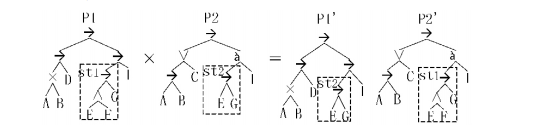 P1 P2 P1' P2'
→ → → →
→ → × V à = → → V à
× D st1 → I → C st2 → I → D st2 → I → C st1 → I
A B ∧ G A B E G × E G A B ∧ G
E F A B E F